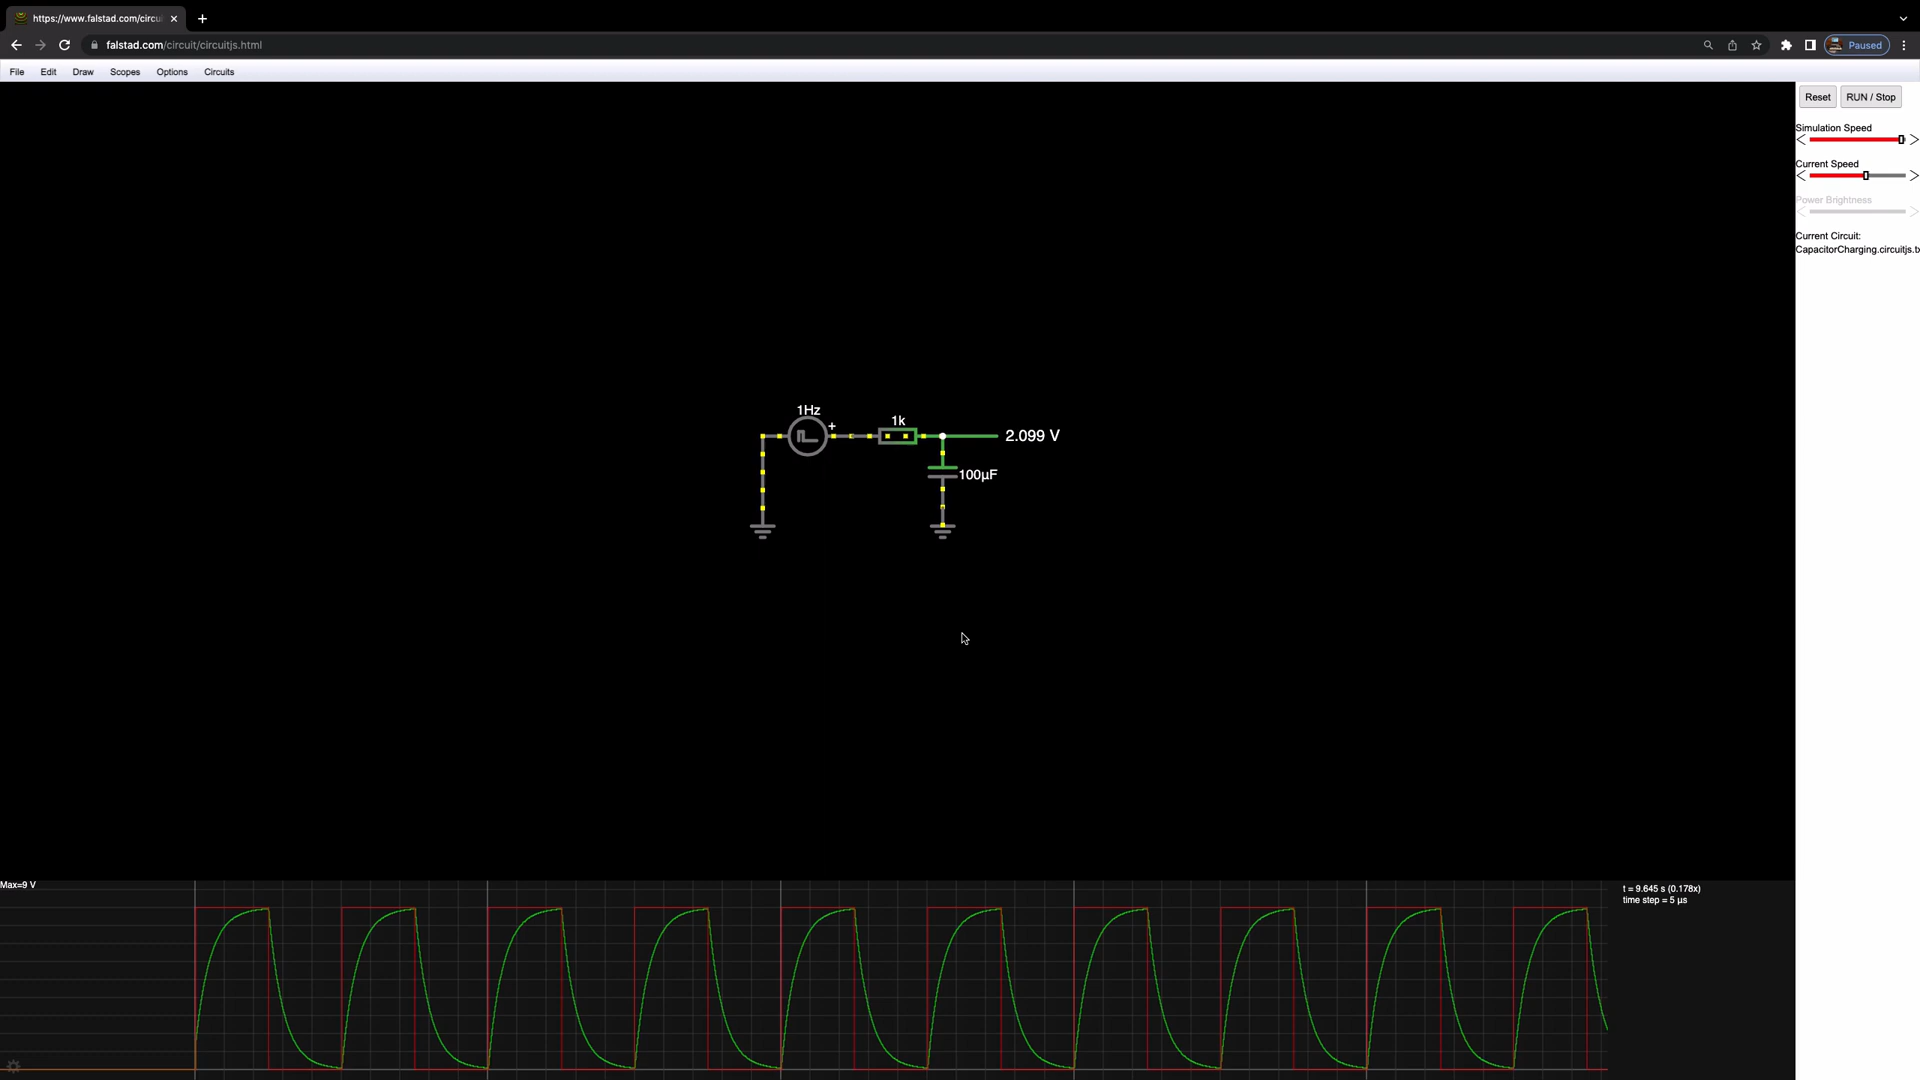 https://www.falstad.com/circu
falstad.com/circuit/circuitjs.html
Paused
File Edit Draw Scopes Options Circuits
Reset RUN / Stop
Simulation Speed
Current Speed
Power Brightness
Current Circuit:
CapacitorCharging.circuitjs.tx
1Hz
+
1k
2.099 V
100µF
Max=9 V
t = 9.645 s (0.178x)
time step = 5 µs